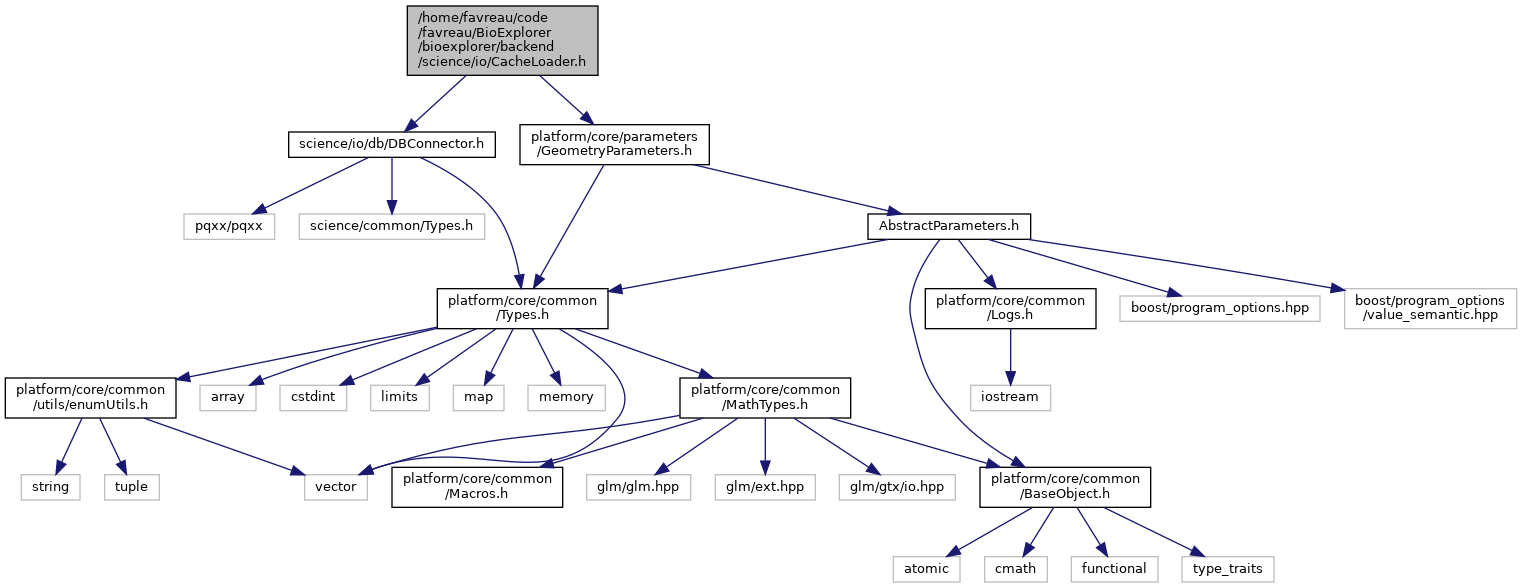 /home/favreau/code
/favreau/BioExplorer
/bioexplorer/backend
/science/io/CacheLoader.h
science/io/db/DBConnector.h
platform/core/parameters
/GeometryParameters.h
pqxx/pqxx
science/common/Types.h
AbstractParameters.h
platform/core/common
/Types.h
platform/core/common
/Logs.h
boost/program_options.hpp
boost/program_options
/value_semantic.hpp
platform/core/common
/utils/enumUtils.h
array
cstdint
limits
map
memory
platform/core/common
/MathTypes.h
iostream
string
tuple
vector
platform/core/common
/Macros.h
glm/glm.hpp
glm/ext.hpp
glm/gtx/io.hpp
platform/core/common
/BaseObject.h
atomic
cmath
functional
type_traits